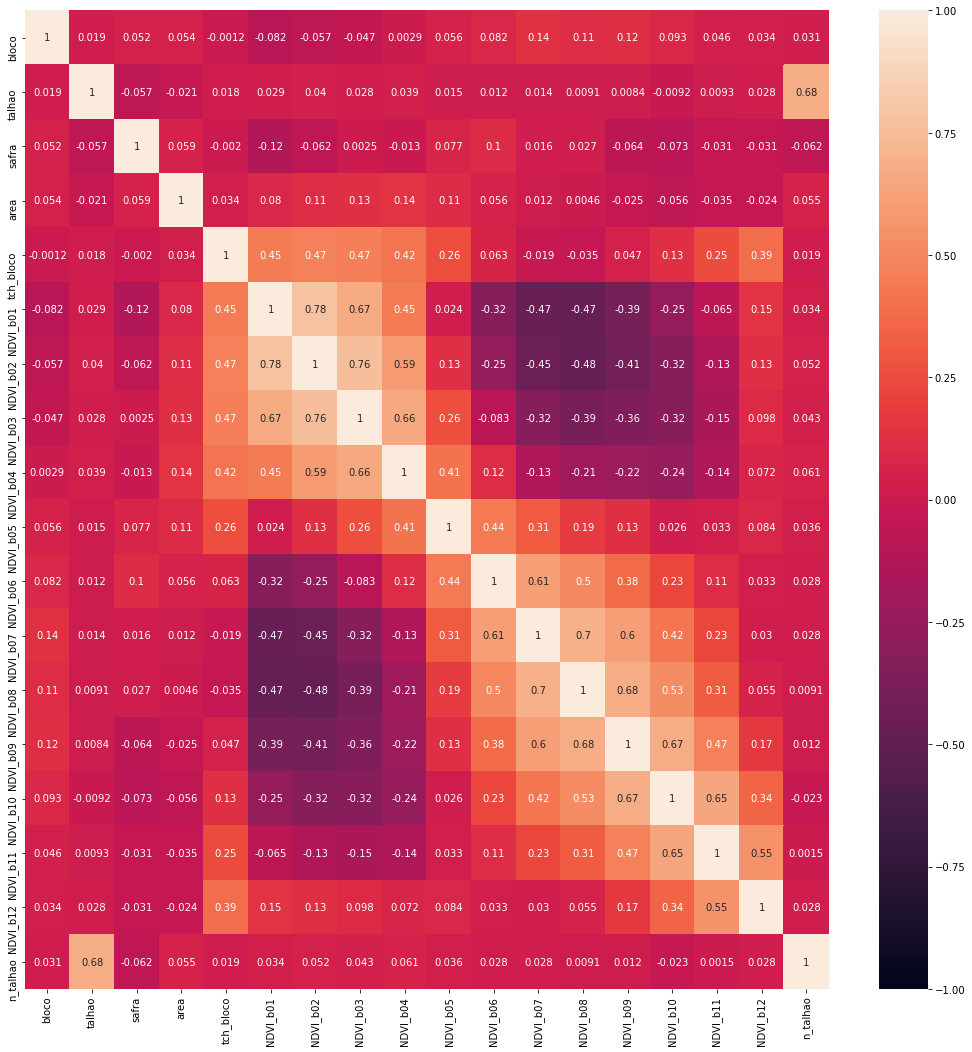 bloco 1 0.019 0.052 0.054 -0.0012 -0.082 -0.057 -0.047 0.0029 0.056 0.082 0.14 0.11 0.12 0.093 0.046 0.034 0.031
talhao 0.019 1 -0.057 -0.021 0.018 0.029 0.04 0.028 0.039 0.015 0.012 0.014 0.0091 0.0084 -0.0092 0.0093 0.028 0.68
safra 0.052 -0.057 1 0.059 -0.002 -0.12 -0.062 0.0025 -0.013 0.077 0.1 0.016 0.027 -0.064 -0.073 -0.031 -0.031 -0.062
area 0.054 -0.021 0.059 1 0.034 0.08 0.11 0.13 0.14 0.11 0.056 0.012 0.0046 -0.025 -0.056 -0.035 -0.024 0.055
tch_bloco -0.0012 0.018 -0.002 0.034 1 0.45 0.47 0.47 0.42 0.26 0.063 -0.019 -0.035 0.047 0.13 0.25 0.39 0.019
NDVI_b01 -0.082 0.029 -0.12 0.08 0.45 1 0.78 0.67 0.45 0.024 -0.32 -0.47 -0.47 -0.39 -0.25 -0.065 0.15 0.034
NDVI_b02 -0.057 0.04 -0.062 0.11 0.47 0.78 1 0.76 0.59 0.13 -0.25 -0.45 -0.48 -0.41 -0.32 -0.13 0.13 0.052
NDVI_b03 -0.047 0.028 0.0025 0.13 0.47 0.67 0.76 1 0.66 0.26 -0.083 -0.32 -0.39 -0.36 -0.32 -0.15 0.098 0.043
NDVI_b04 0.0029 0.039 -0.013 0.14 0.42 0.45 0.59 0.66 1 0.41 0.12 -0.13 -0.21 -0.22 -0.24 -0.14 0.072 0.061
NDVI_b05 0.056 0.015 0.077 0.11 0.26 0.024 0.13 0.26 0.41 1 0.44 0.31 0.19 0.13 0.026 0.033 0.084 0.036
NDVI_b06 0.082 0.012 0.1 0.056 0.063 -0.32 -0.25 -0.083 0.12 0.44 1 0.61 0.5 0.38 0.23 0.11 0.033 0.028
NDVI_b07 0.14 0.014 0.016 0.012 -0.019 -0.47 -0.45 -0.32 -0.13 0.31 0.61 1 0.7 0.6 0.42 0.23 0.03 0.028
NDVI_b08 0.11 0.0091 0.027 0.0046 -0.035 -0.47 -0.48 -0.39 -0.21 0.19 0.5 0.7 1 0.68 0.53 0.31 0.055 0.0091
NDVI_b09 0.12 0.0084 -0.064 -0.025 0.047 -0.39 -0.41 -0.36 -0.22 0.13 0.38 0.6 0.68 1 0.67 0.47 0.17 0.012
NDVI_b10 0.093 -0.0092 -0.073 -0.056 0.13 -0.25 -0.32 -0.32 -0.24 0.026 0.23 0.42 0.53 0.67 1 0.65 0.34 -0.023
NDVI_b11 0.046 0.0093 -0.031 -0.035 0.25 -0.065 -0.13 -0.15 -0.14 0.033 0.11 0.23 0.31 0.47 0.65 1 0.55 0.0015
NDVI_b12 0.034 0.028 -0.031 -0.024 0.39 0.15 0.13 0.098 0.072 0.084 0.033 0.03 0.055 0.17 0.34 0.55 1 0.028
n_talhao 0.031 0.68 -0.062 0.055 0.019 0.034 0.052 0.043 0.061 0.036 0.028 0.028 0.0091 0.012 -0.023 0.0015 0.028 1
bloco talhao safra area tch_bloco NDVI_b01 NDVI_b02 NDVI_b03 NDVI_b04 NDVI_b05 NDVI_b06 NDVI_b07 NDVI_b08 NDVI_b09 NDVI_b10 NDVI_b11 NDVI_b12 n_talhao
1.00
0.75
0.50
0.25
0.00
−0.25
−0.50
−0.75
−1.00